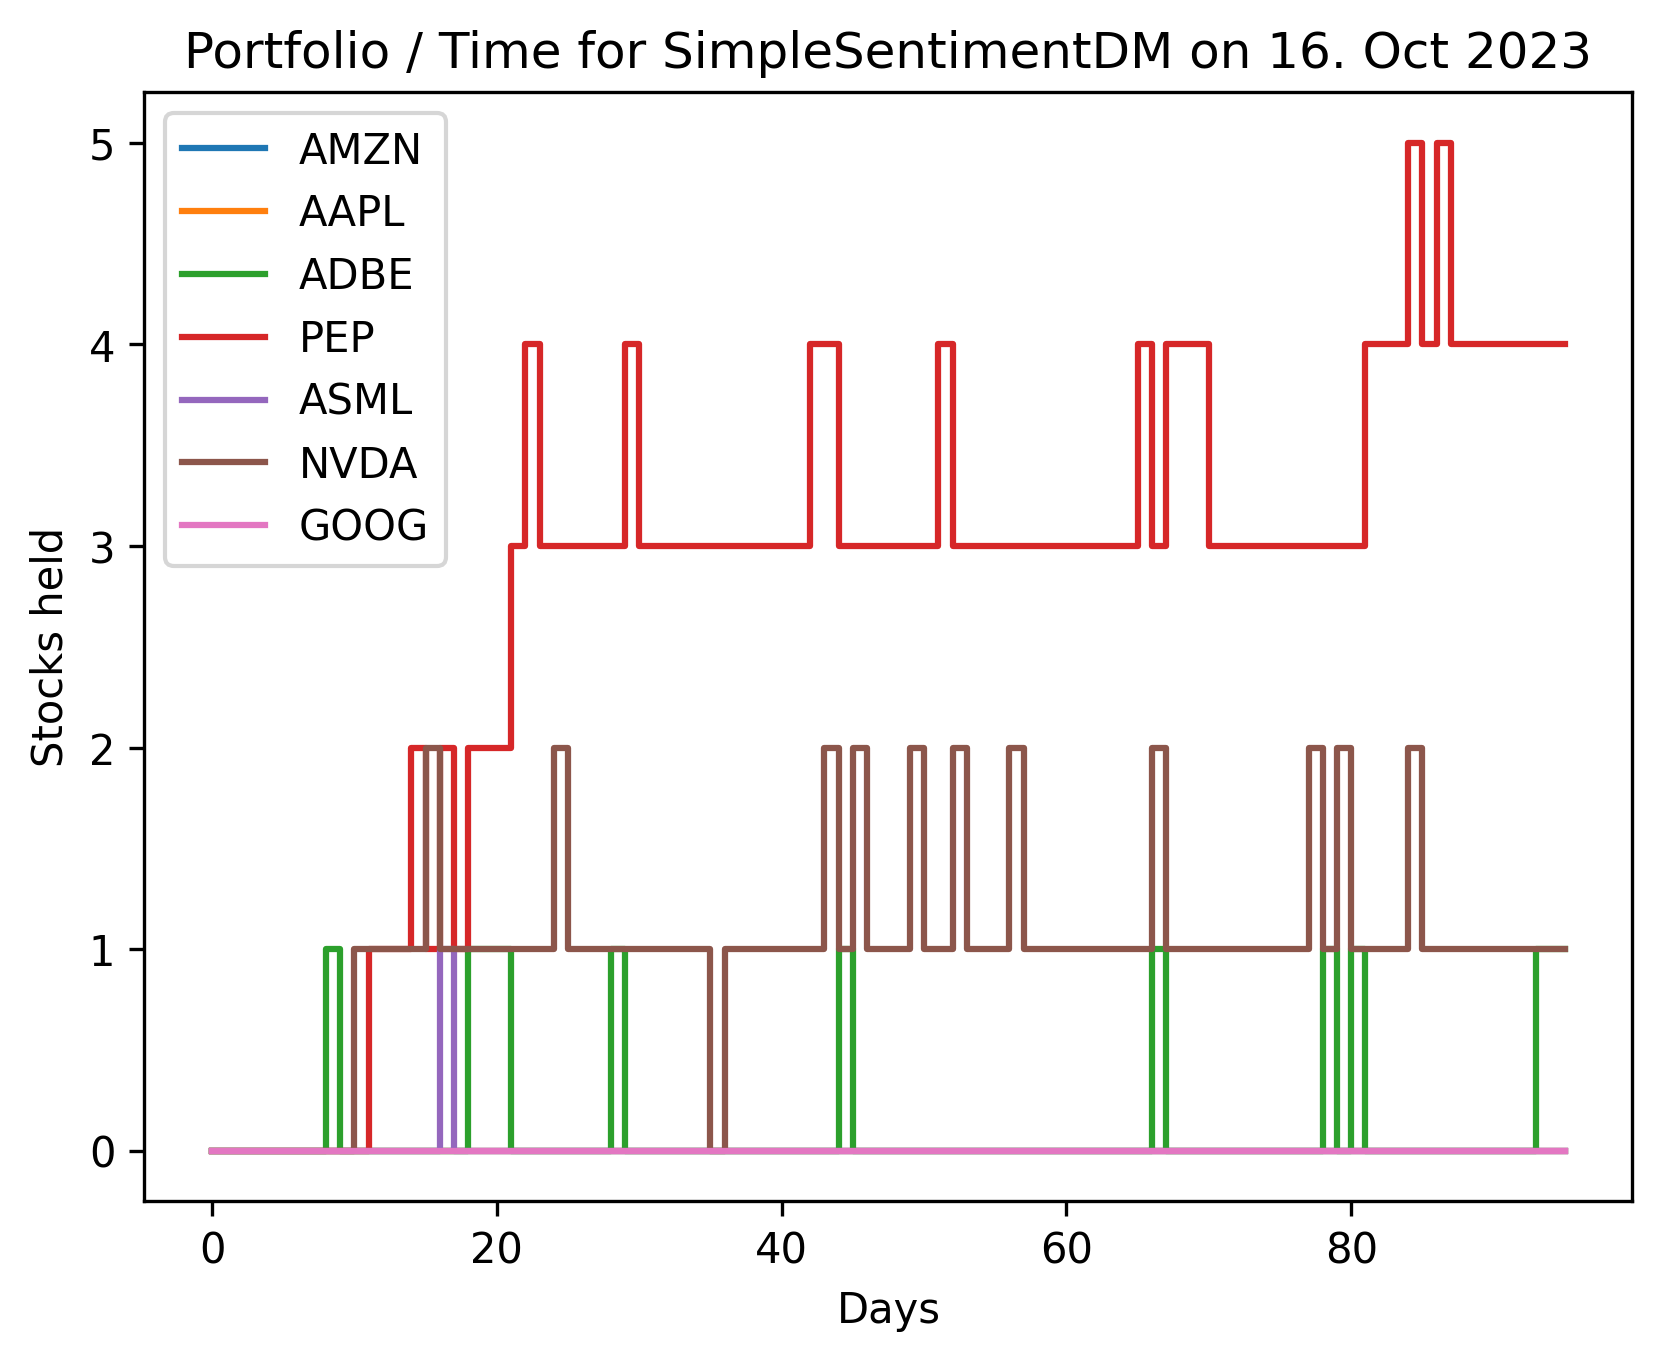 Portfolio / Time for SimpleSentimentDM on 16. Oct 2023
AMZN
AAPL
ADBE
PEP
ASML
NVDA
GOOG
Stocks held
5
4
3
2
1
0
0 20 40 60 80
Days